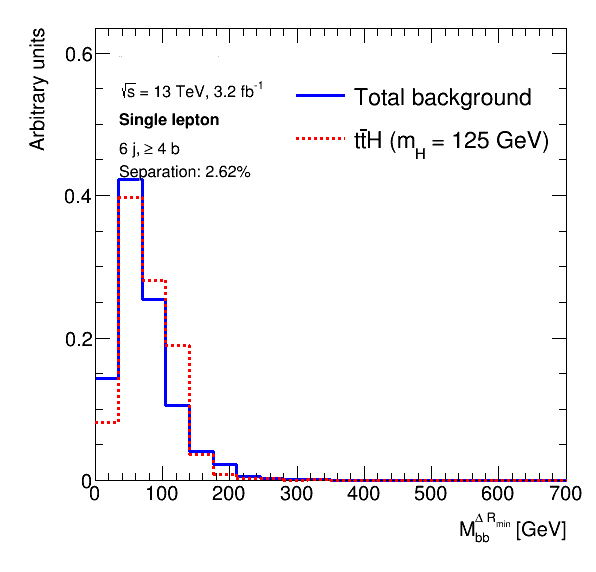 Arbitrary units
0.6
0.4
0.2
0
√s = 13 TeV, 3.2 fb⁻¹
Single lepton
6 j, ≥ 4 b
Separation: 2.62%
Total background
tt̄H (m_H = 125 GeV)
0 100 200 300 400 500 600 700
M_bb^Δ R_min [GeV]